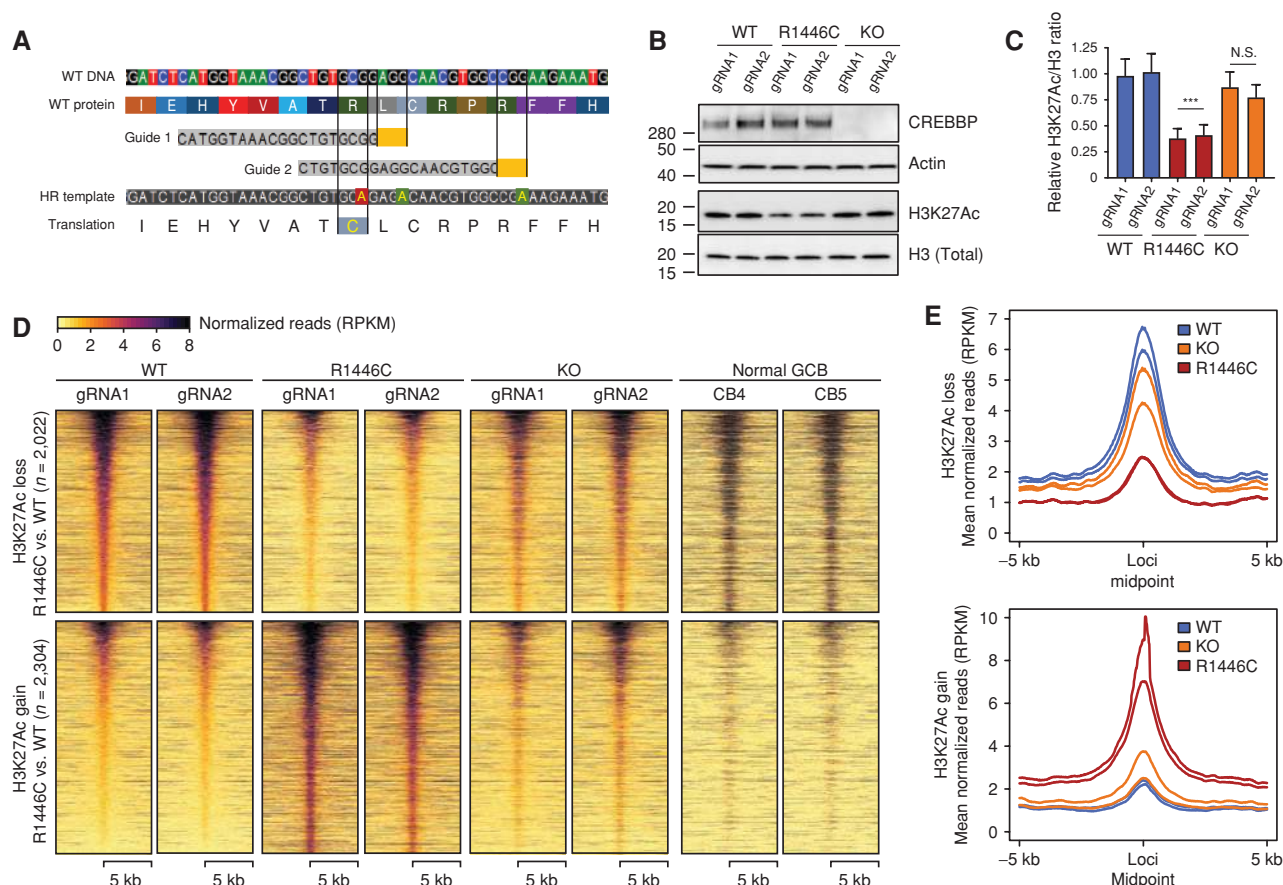 A
WT DNA GATCTCATGGTAAACGGCTGTGCGGAGGCAACGTGGCCGGAAGAAATG
WT protein I E H Y V A T R L C R P R F F H
Guide 1 CATGGTAAACGGCTGTGCGG
Guide 2 CTGTGCGGAGGCAACGTGGC
HR template GATCTCATGGTAAACGGCTGTGCAGAGACAACGTGGCCGAAAGAAATG
Translation I E H Y V A T C L C R P R F F H
B
WT R1446C KO
gRNA1 gRNA2 gRNA1 gRNA2 gRNA1 gRNA2
280 CREBBP
50
40 Actin
20
15 H3K27Ac
20
15 H3 (Total)
C
Relative H3K27Ac/H3 ratio
1.25
1.00
0.75
0.50
0.25
0
N.S.
***
gRNA1 gRNA2 gRNA1 gRNA2 gRNA1 gRNA2
WT R1446C KO
D
Normalized reads (RPKM)
0 2 4 6 8
WT R1446C KO Normal GCB
gRNA1 gRNA2 gRNA1 gRNA2 gRNA1 gRNA2 CB4 CB5
H3K27Ac loss
R1446C vs. WT (n = 2,022)
H3K27Ac gain
R1446C vs. WT (n = 2,304)
5 kb 5 kb 5 kb 5 kb 5 kb 5 kb 5 kb 5 kb
E
H3K27Ac loss
Mean normalized reads (RPKM)
7
6
5
4
3
2
1
0
WT
KO
R1446C
−5 kb Loci midpoint 5 kb
H3K27Ac gain
Mean normalized reads (RPKM)
10
8
6
4
2
0
WT
KO
R1446C
−5 kb Loci Midpoint 5 kb